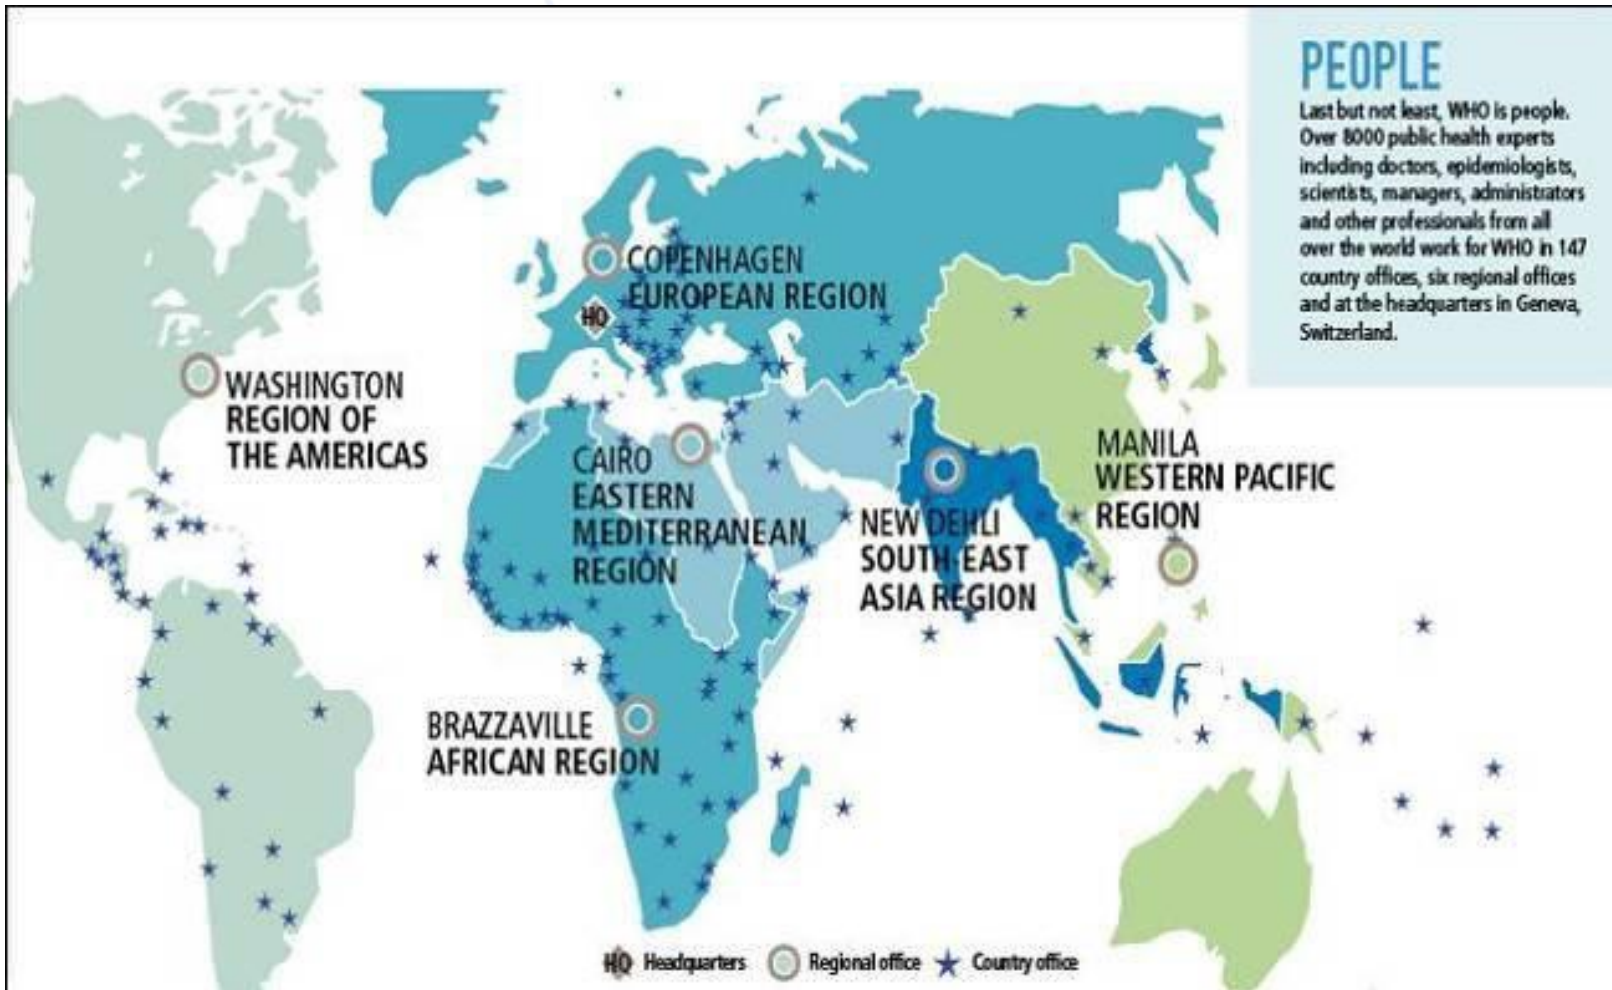 PEOPLE
Last but not least, WHO is people.
Over 8000 public health experts
including doctors, epidemiologists,
scientists, managers, administrators
and other professionals from all
over the world work for WHO in 147
country offices, six regional offices
and at the headquarters in Geneva,
Switzerland.
COPENHAGEN
EUROPEAN REGION
HQ
WASHINGTON
REGION OF
THE AMERICAS
CAIRO
EASTERN
MEDITERRANEAN
REGION
MANILA
WESTERN PACIFIC
REGION
NEW DEHLI
SOUTH-EAST
ASIA REGION
BRAZZAVILLE
AFRICAN REGION
HQ Headquarters Regional office Country office